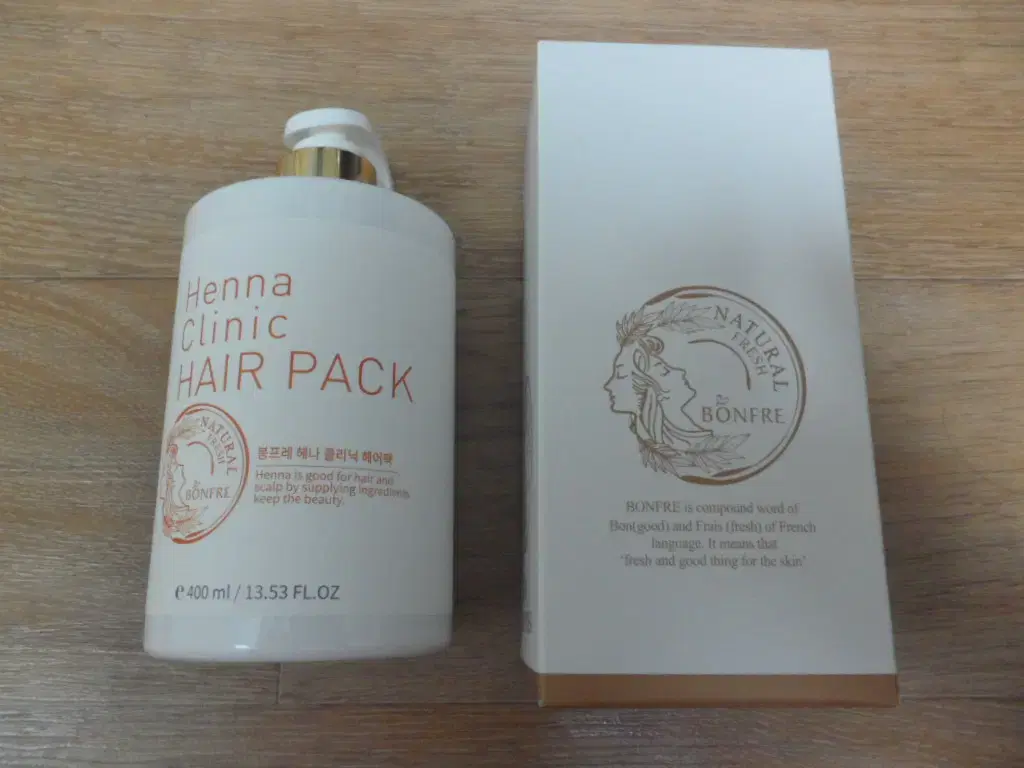 Henna
Clinic
HAIR PACK
NATURAL
FRESH
BONFRE
봉프레 헤나 클리닉 헤어팩
Henna is good for hair and
scalp by supplying ingredients
keep the beauty.
e 400 ml / 13.53 FL.OZ
NATURAL
FRESH
BONFRE
BONFRE is compound word of
Bon(good) and Frais (fresh) of French
language. It means that
'fresh and good thing for the skin'